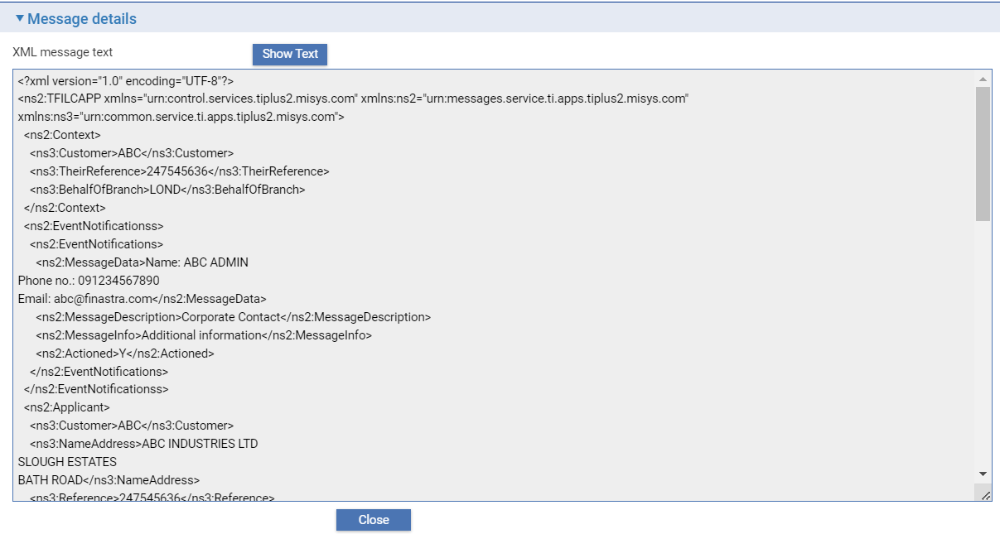 Message details
XML message text
Show Text
<?xml version="1.0" encoding="UTF-8"?>
<ns2:TFILCAPP xmlns="urn:control.services.tiplus2.misys.com" xmlns:ns2="urn:messages.service.ti.apps.tiplus2.misys.com"
xmlns:ns3="urn:common.service.ti.apps.tiplus2.misys.com">
<ns2:Context>
<ns3:Customer>ABC</ns3:Customer>
<ns3:TheirReference>247545636</ns3:TheirReference>
<ns3:BehalfOfBranch>LOND</ns3:BehalfOfBranch>
</ns2:Context>
<ns2:EventNotificationss>
<ns2:EventNotifications>
<ns2:MessageData>Name: ABC ADMIN
Phone no.: 091234567890
Email: abc@finastra.com</ns2:MessageData>
<ns2:MessageDescription>Corporate Contact</ns2:MessageDescription>
<ns2:MessageInfo>Additional information</ns2:MessageInfo>
<ns2:Actioned>Y</ns2:Actioned>
</ns2:EventNotifications>
</ns2:EventNotificationss>
<ns2:Applicant>
<ns3:Customer>ABC</ns3:Customer>
<ns3:NameAddress>ABC INDUSTRIES LTD
SLOUGH ESTATES
BATH ROAD</ns3:NameAddress>
<ns3:Reference>247545636</ns3:Reference>
Close